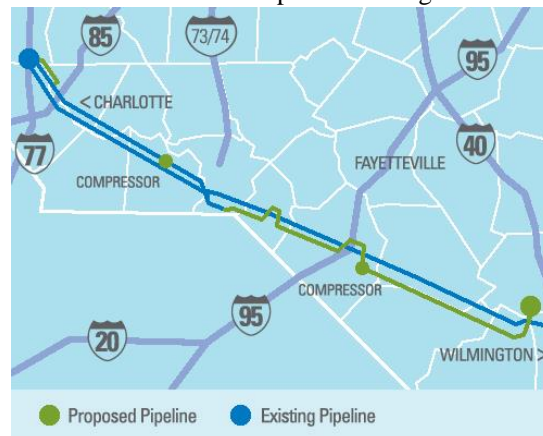 85
73/74
95
< CHARLOTTE
40
77
FAYETTEVILLE
COMPRESSOR
COMPRESSOR
95
20
WILMINGTON >
Proposed Pipeline
Existing Pipeline